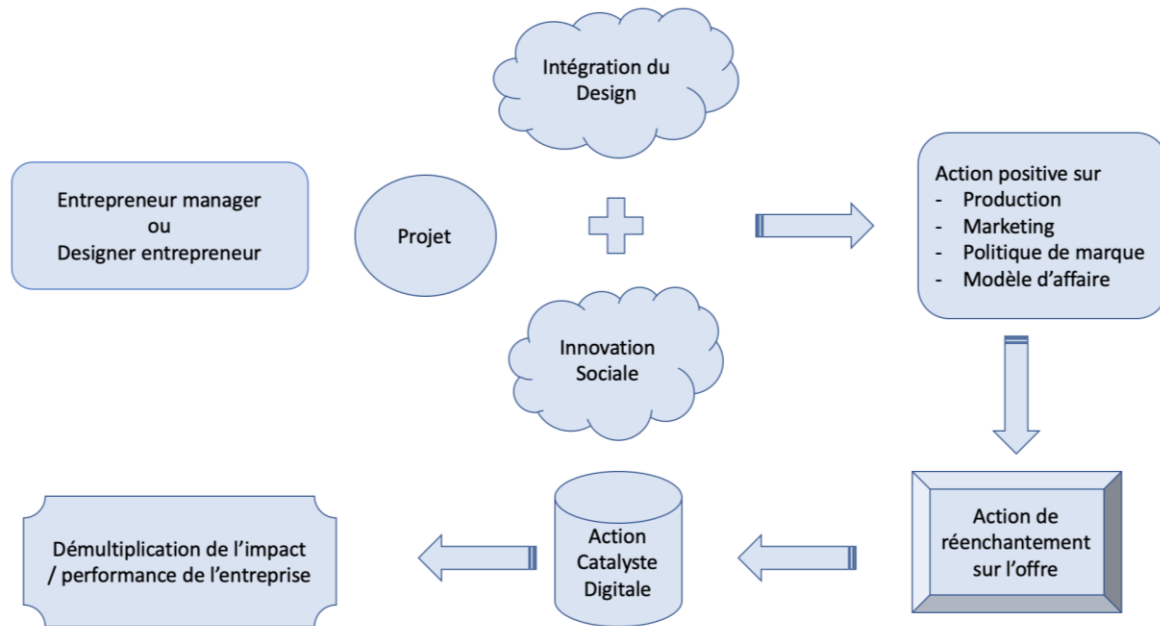 Intégration du
Design
Entrepreneur manager
ou
Designer entrepreneur
Projet
Action positive sur
- Production
- Marketing
- Politique de marque
- Modèle d’affaire
Innovation
Sociale
Action de
réenchantement
sur l’offre
Action
Catalyste
Digitale
Démultiplication de l’impact
/ performance de l’entreprise